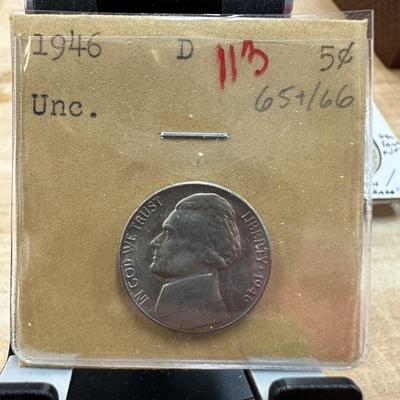 1946 D 113 5¢
Unc. 65+/66
IN GOD WE TRUST LIBERTY · 1946